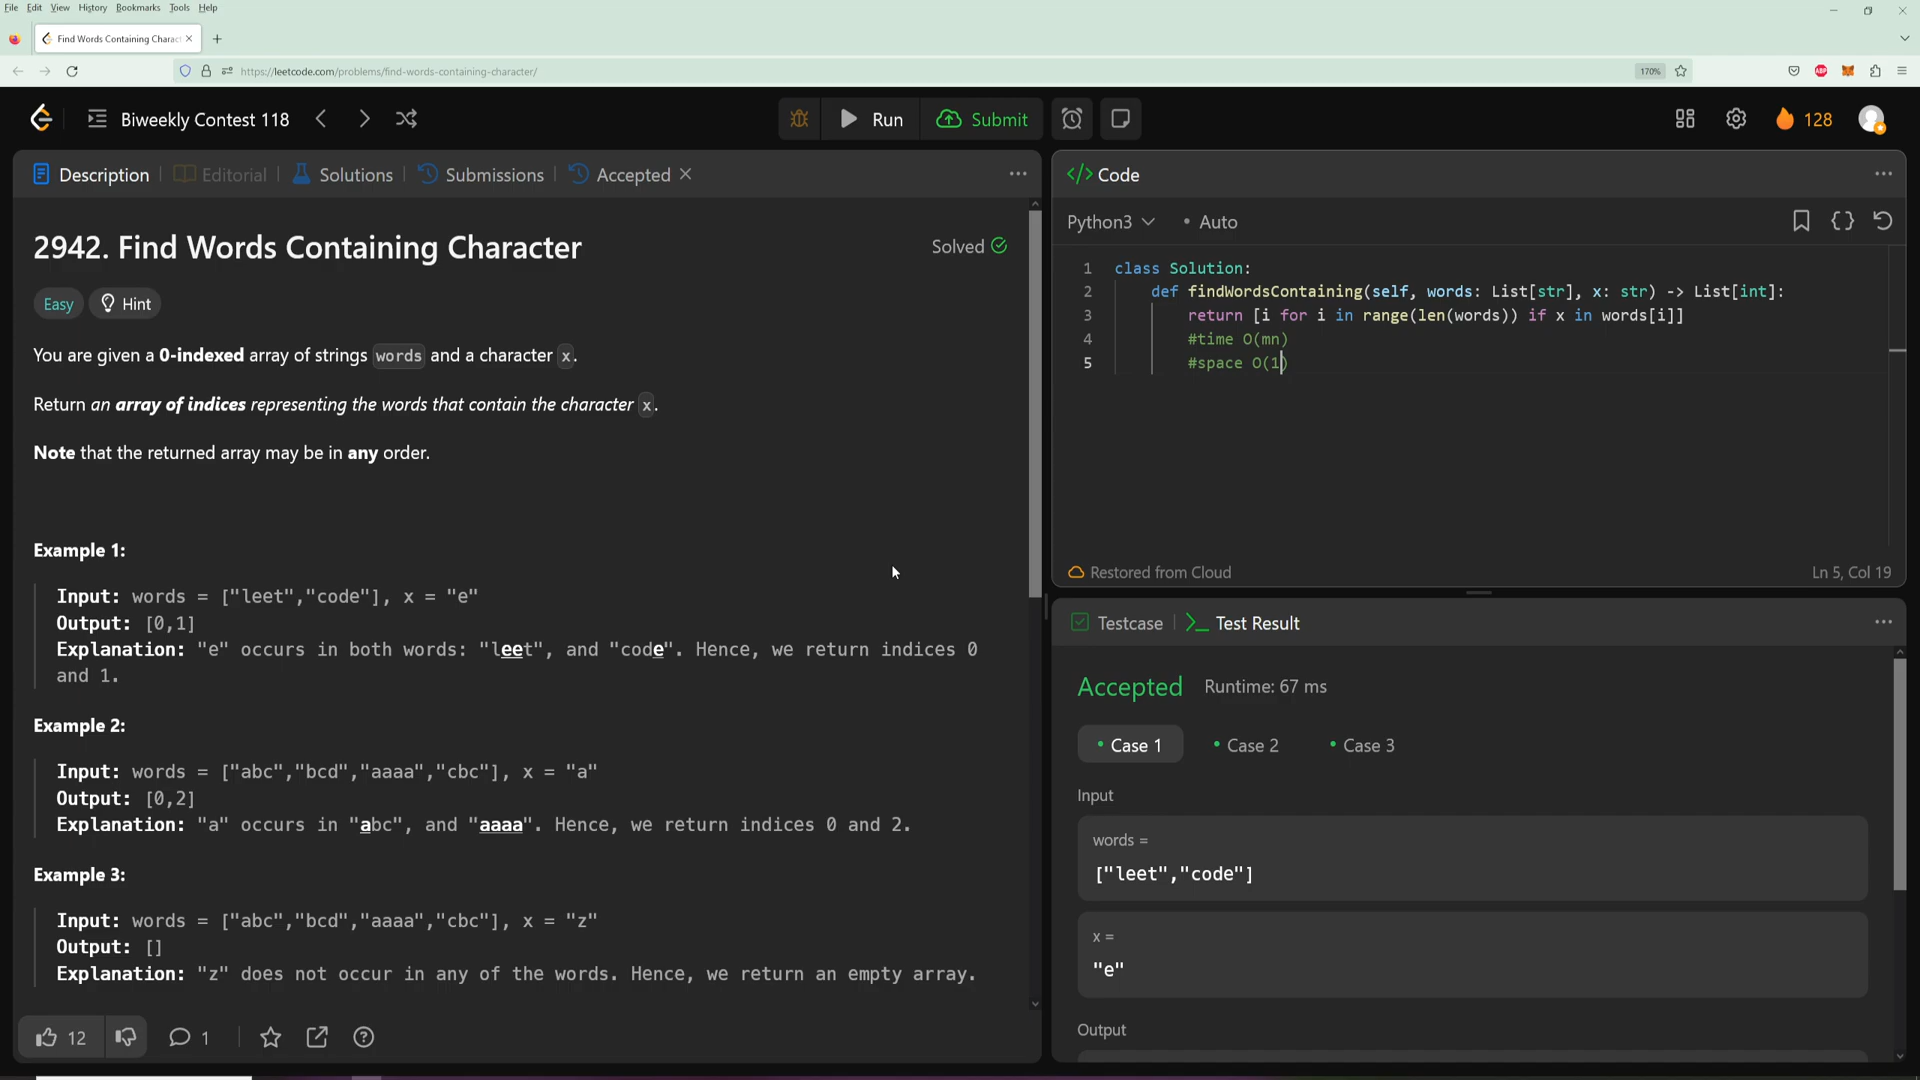 File Edit View History Bookmarks Tools Help
Find Words Containing Charact
https://leetcode.com/problems/find-words-containing-character/
170%
ABP
Biweekly Contest 118
Run
Submit
128
Description
Editorial
Solutions
Submissions
Accepted
2942. Find Words Containing Character
Solved
Easy
Hint
You are given a 0-indexed array of strings words and a character x.
Return an array of indices representing the words that contain the character x.
Note that the returned array may be in any order.
Example 1:
Input: words = ["leet","code"], x = "e"
Output: [0,1]
Explanation: "e" occurs in both words: "leet", and "code". Hence, we return indices 0
and 1.
Example 2:
Input: words = ["abc","bcd","aaaa","cbc"], x = "a"
Output: [0,2]
Explanation: "a" occurs in "abc", and "aaaa". Hence, we return indices 0 and 2.
Example 3:
Input: words = ["abc","bcd","aaaa","cbc"], x = "z"
Output: []
Explanation: "z" does not occur in any of the words. Hence, we return an empty array.
12
1
</> Code
Python3
• Auto
1 class Solution:
2 def findWordsContaining(self, words: List[str], x: str) -> List[int]:
3 return [i for i in range(len(words)) if x in words[i]]
4 #time O(mn)
5 #space O(1)
Restored from Cloud
Ln 5, Col 19
Testcase
Test Result
Accepted
Runtime: 67 ms
• Case 1
• Case 2
• Case 3
Input
words =
["leet","code"]
x =
"e"
Output